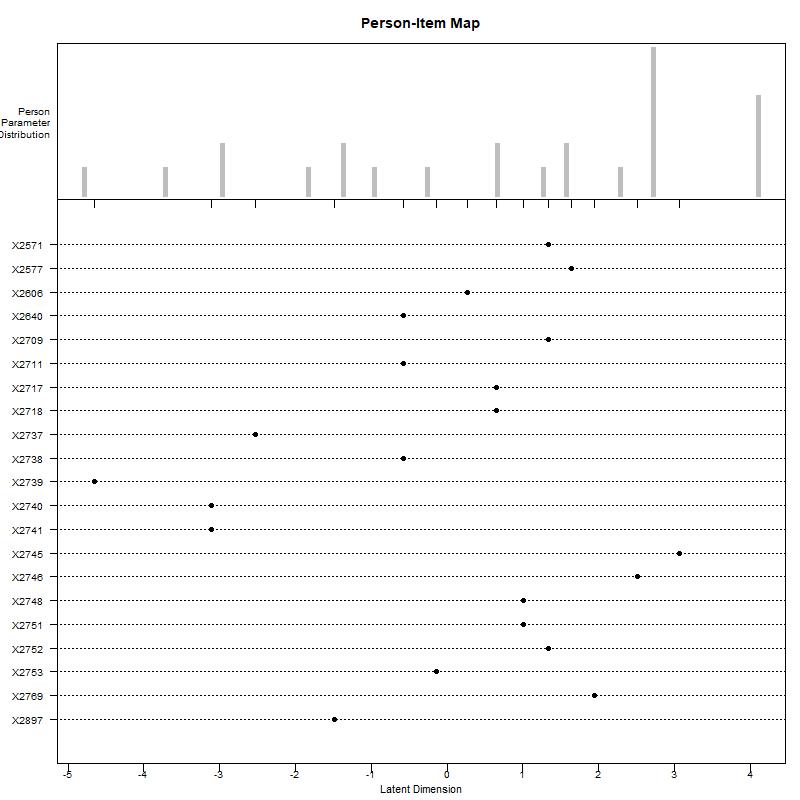 Person-Item Map
Person
Parameter
Distribution
X2571
X2577
X2606
X2640
X2709
X2711
X2717
X2718
X2737
X2738
X2739
X2740
X2741
X2745
X2746
X2748
X2751
X2752
X2753
X2769
X2897
-5 -4 -3 -2 -1 0 1 2 3 4
Latent Dimension